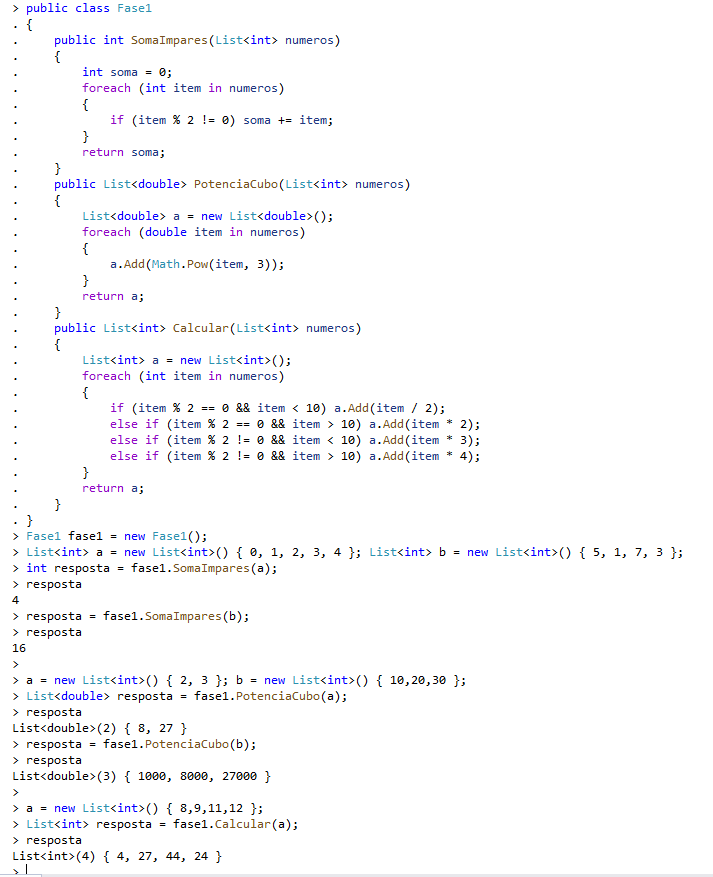 > public class Fase1
. {
.     public int SomaImpares(List<int> numeros)
.     {
.         int soma = 0;
.         foreach (int item in numeros)
.         {
.             if (item % 2 != 0) soma += item;
.         }
.         return soma;
.     }
.     public List<double> PotenciaCubo(List<int> numeros)
.     {
.         List<double> a = new List<double>();
.         foreach (double item in numeros)
.         {
.             a.Add(Math.Pow(item, 3));
.         }
.         return a;
.     }
.     public List<int> Calcular(List<int> numeros)
.     {
.         List<int> a = new List<int>();
.         foreach (int item in numeros)
.         {
.             if (item % 2 == 0 && item < 10) a.Add(item / 2);
.             else if (item % 2 == 0 && item > 10) a.Add(item * 2);
.             else if (item % 2 != 0 && item < 10) a.Add(item * 3);
.             else if (item % 2 != 0 && item > 10) a.Add(item * 4);
.         }
.         return a;
.     }
. }
> Fase1 fase1 = new Fase1();
> List<int> a = new List<int>() { 0, 1, 2, 3, 4 }; List<int> b = new List<int>() { 5, 1, 7, 3 };
> int resposta = fase1.SomaImpares(a);
> resposta
4
> resposta = fase1.SomaImpares(b);
> resposta
16
>
> a = new List<int>() { 2, 3 }; b = new List<int>() { 10,20,30 };
> List<double> resposta = fase1.PotenciaCubo(a);
> resposta
List<double>(2) { 8, 27 }
> resposta = fase1.PotenciaCubo(b);
> resposta
List<double>(3) { 1000, 8000, 27000 }
>
> a = new List<int>() { 8,9,11,12 };
> List<int> resposta = fase1.Calcular(a);
> resposta
List<int>(4) { 4, 27, 44, 24 }
>